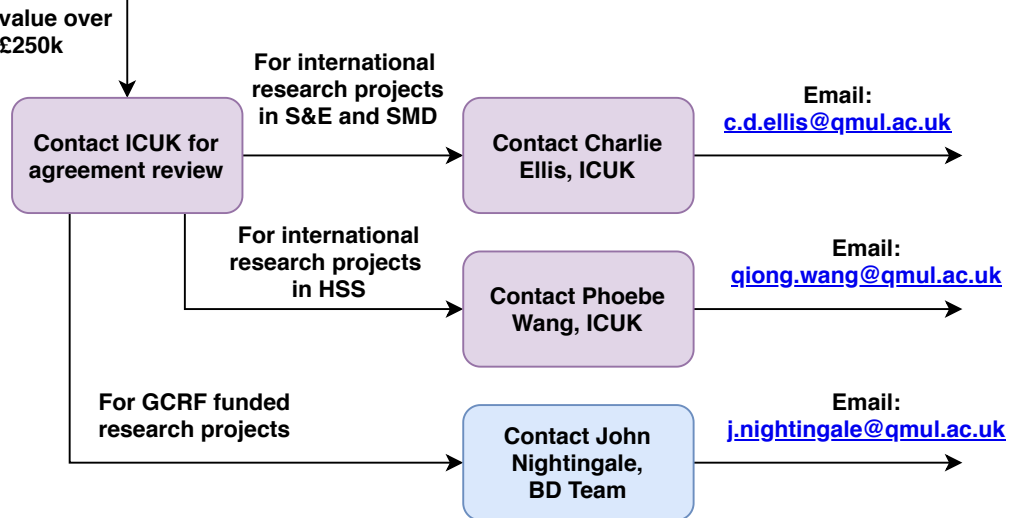 value over
£250k
For international
research projects
in S&E and SMD
Email:
c.d.ellis@qmul.ac.uk
Contact ICUK for
agreement review
Contact Charlie
Ellis, ICUK
For international
research projects
in HSS
Email:
qiong.wang@qmul.ac.uk
Contact Phoebe
Wang, ICUK
For GCRF funded
research projects
Email:
j.nightingale@qmul.ac.uk
Contact John
Nightingale,
BD Team